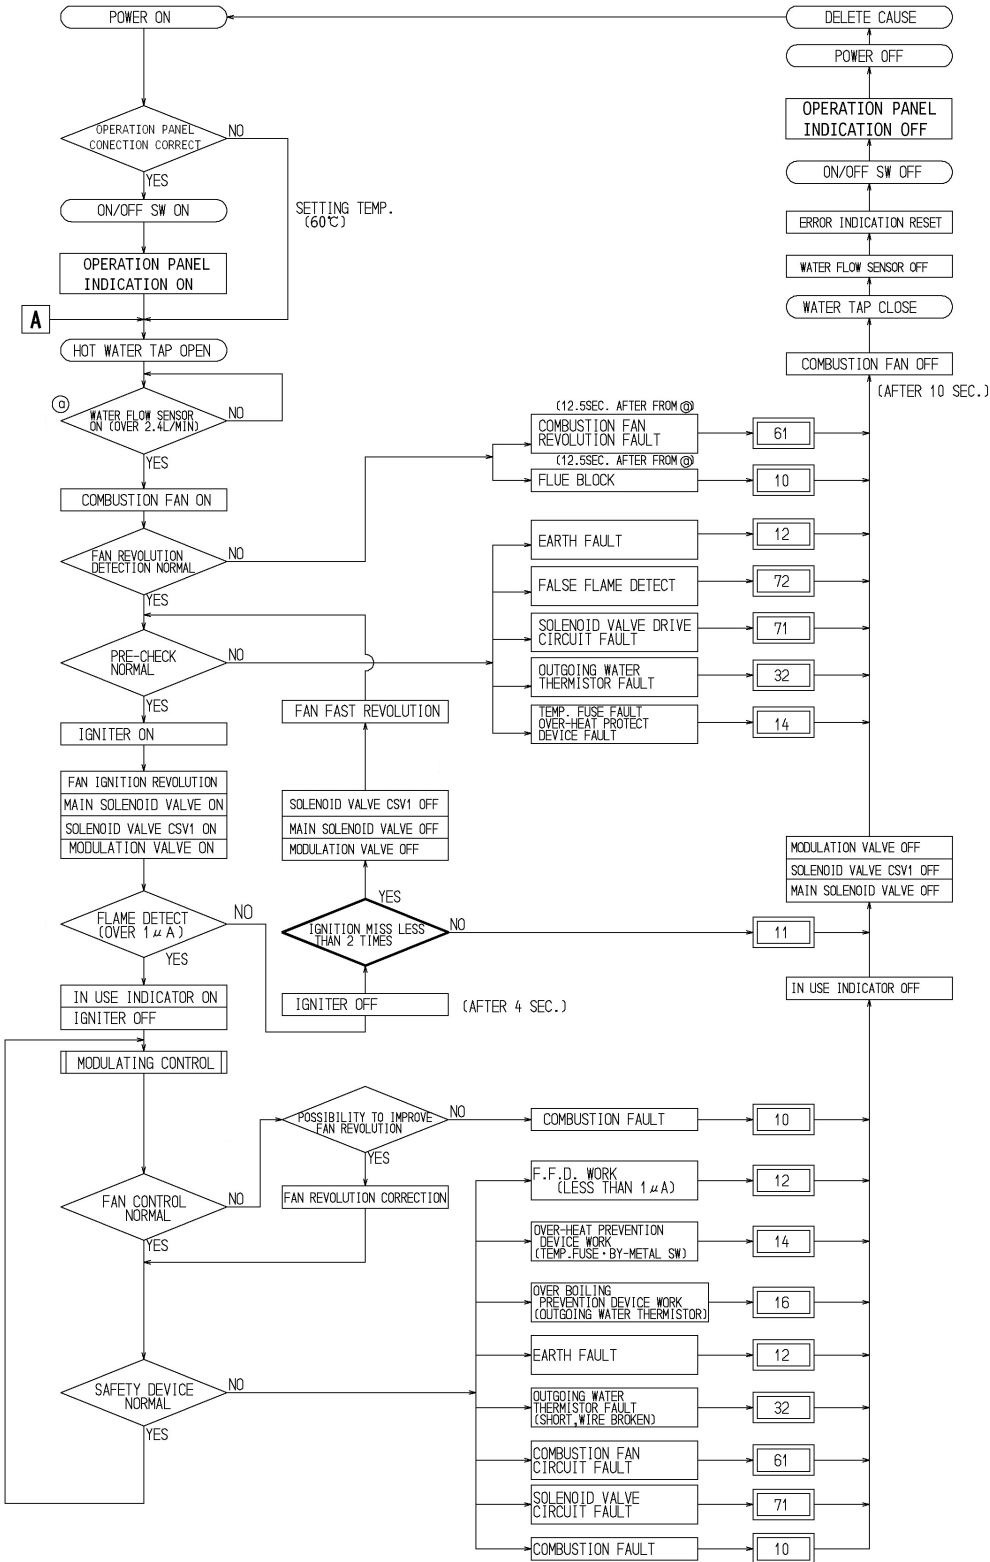 POWER ON
DELETE CAUSE
POWER OFF
OPERATION PANEL
INDICATION OFF
OPERATION PANEL
CONECTION CORRECT
NO
YES
ON/OFF SW OFF
ON/OFF SW ON
SETTING TEMP.
(60℃)
ERROR INDICATION RESET
OPERATION PANEL
INDICATION ON
WATER FLOW SENSOR OFF
WATER TAP CLOSE
A
HOT WATER TAP OPEN
COMBUSTION FAN OFF
(AFTER 10 SEC.)
ⓐ
WATER FLOW SENSOR
ON (OVER 2.4L/MIN)
NO
YES
(12.5SEC. AFTER FROM ⓐ)
COMBUSTION FAN
REVOLUTION FAULT
61
(12.5SEC. AFTER FROM ⓐ)
FLUE BLOCK
10
COMBUSTION FAN ON
FAN REVOLUTION
DETECTION NORMAL
NO
YES
EARTH FAULT
12
FALSE FLAME DETECT
72
SOLENOID VALVE DRIVE
CIRCUIT FAULT
71
PRE-CHECK
NORMAL
NO
YES
OUTGOING WATER
THERMISTOR FAULT
32
TEMP. FUSE FAULT
OVER-HEAT PROTECT
DEVICE FAULT
14
FAN FAST REVOLUTION
IGNITER ON
FAN IGNITION REVOLUTION
MAIN SOLENOID VALVE ON
SOLENOID VALVE CSV1 ON
MODULATION VALVE ON
SOLENOID VALVE CSV1 OFF
MAIN SOLENOID VALVE OFF
MODULATION VALVE OFF
MODULATION VALVE OFF
SOLENOID VALVE CSV1 OFF
MAIN SOLENOID VALVE OFF
FLAME DETECT
(OVER 1μA)
NO
YES
YES
IGNITION MISS LESS
THAN 2 TIMES
NO
11
IN USE INDICATOR ON
IGNITER OFF
IGNITER OFF
(AFTER 4 SEC.)
IN USE INDICATOR OFF
MODULATING CONTROL
POSSIBILITY TO IMPROVE
FAN REVOLUTION
NO
YES
COMBUSTION FAULT
10
FAN CONTROL
NORMAL
NO
YES
FAN REVOLUTION CORRECTION
F.F.D. WORK
(LESS THAN 1μA)
12
OVER-HEAT PREVENTION
DEVICE WORK
(TEMP.FUSE・BY-METAL SW)
14
OVER BOILING
PREVENTION DEVICE WORK
(OUTGOING WATER THERMISTOR)
16
EARTH FAULT
12
SAFETY DEVICE
NORMAL
NO
YES
OUTGOING WATER
THERMISTOR FAULT
(SHORT,WIRE BROKEN)
32
COMBUSTION FAN
CIRCUIT FAULT
61
SOLENOID VALVE
CIRCUIT FAULT
71
COMBUSTION FAULT
10